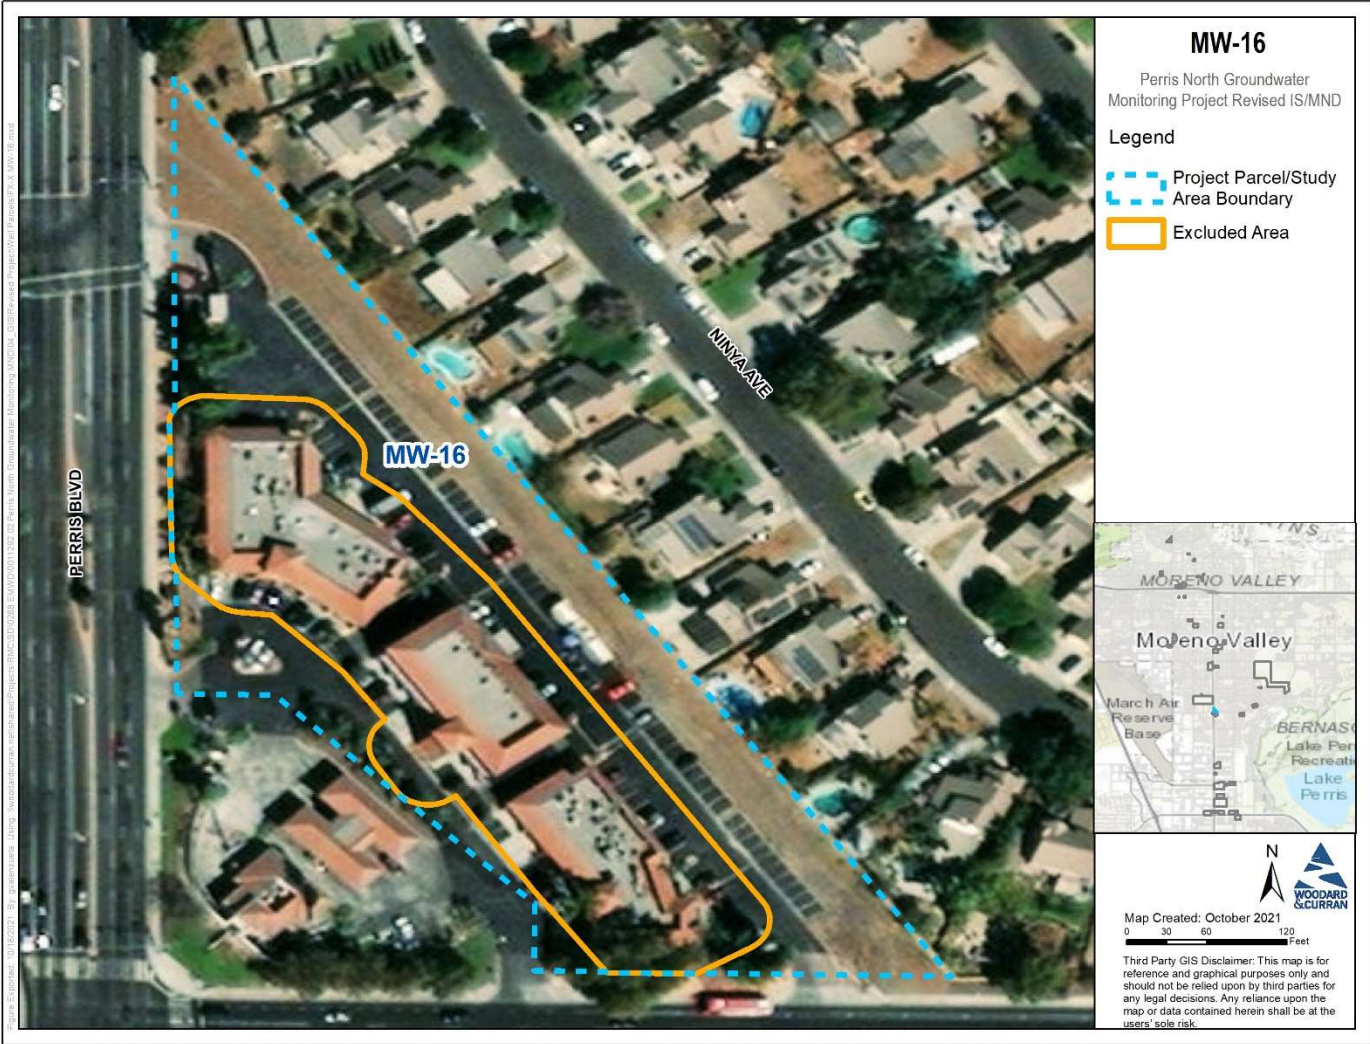 MW-16
Perris North Groundwater
Monitoring Project Revised IS/MND
Legend
Project Parcel/Study
Area Boundary
Excluded Area
NINYA AVE
MW-16
PERRIS BLVD
MORENO VALLEY
Moreno Valley
March Air
Reserve
Base
BERNASC
Lake Per
Recreati
Lake
Perris
N
WOODARD
&CURRAN
Map Created: October 2021
0 30 60 120
Feet
Third Party GIS Disclaimer: This map is for
reference and graphical purposes only and
should not be relied upon by third parties for
any legal decisions. Any reliance upon the
map or data contained herein shall be at the
users' sole risk.